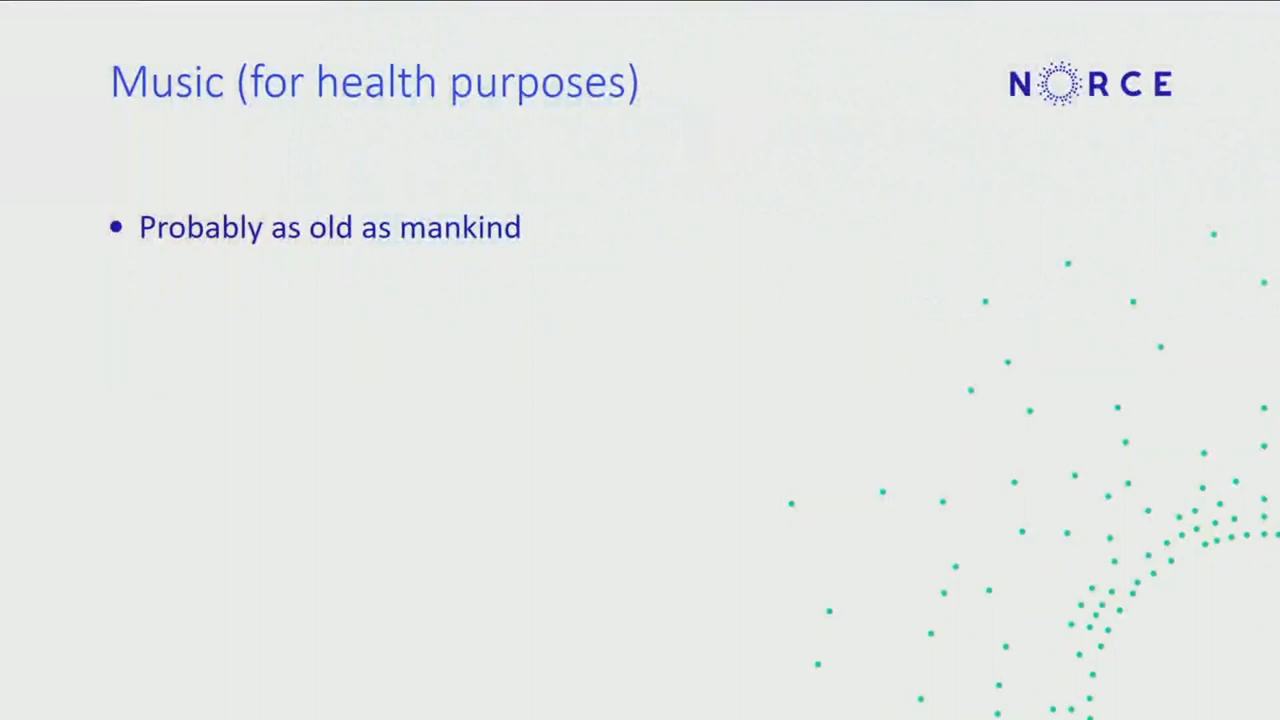 Music (for health purposes)
NORCE
• Probably as old as mankind